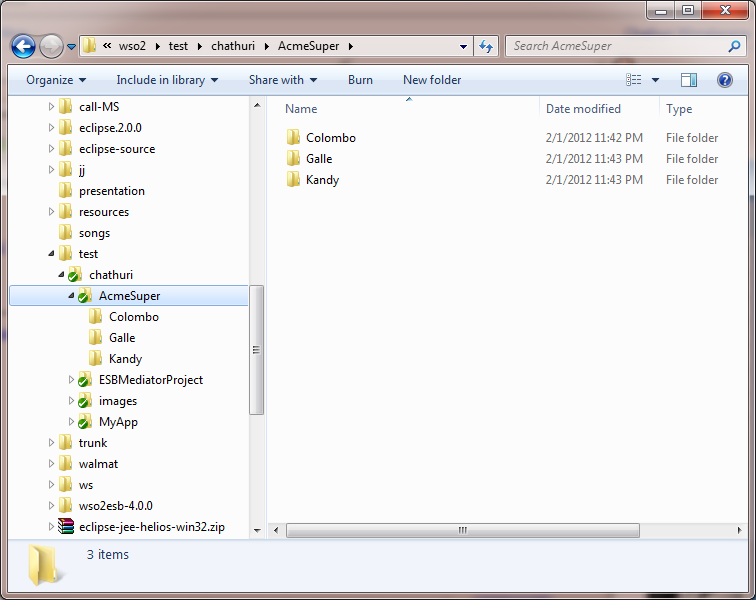 « wso2 test chathuri AcmeSuper
Search AcmeSuper
Organize Include in library Share with Burn New folder
call-MS
eclipse.2.0.0
eclipse-source
jj
presentation
resources
songs
test
chathuri
AcmeSuper
Colombo
Galle
Kandy
ESBMediatorProject
images
MyApp
trunk
walmat
ws
wso2esb-4.0.0
eclipse-jee-helios-win32.zip
Name Date modified Type
Colombo 2/1/2012 11:42 PM File folder
Galle 2/1/2012 11:43 PM File folder
Kandy 2/1/2012 11:43 PM File folder
3 items